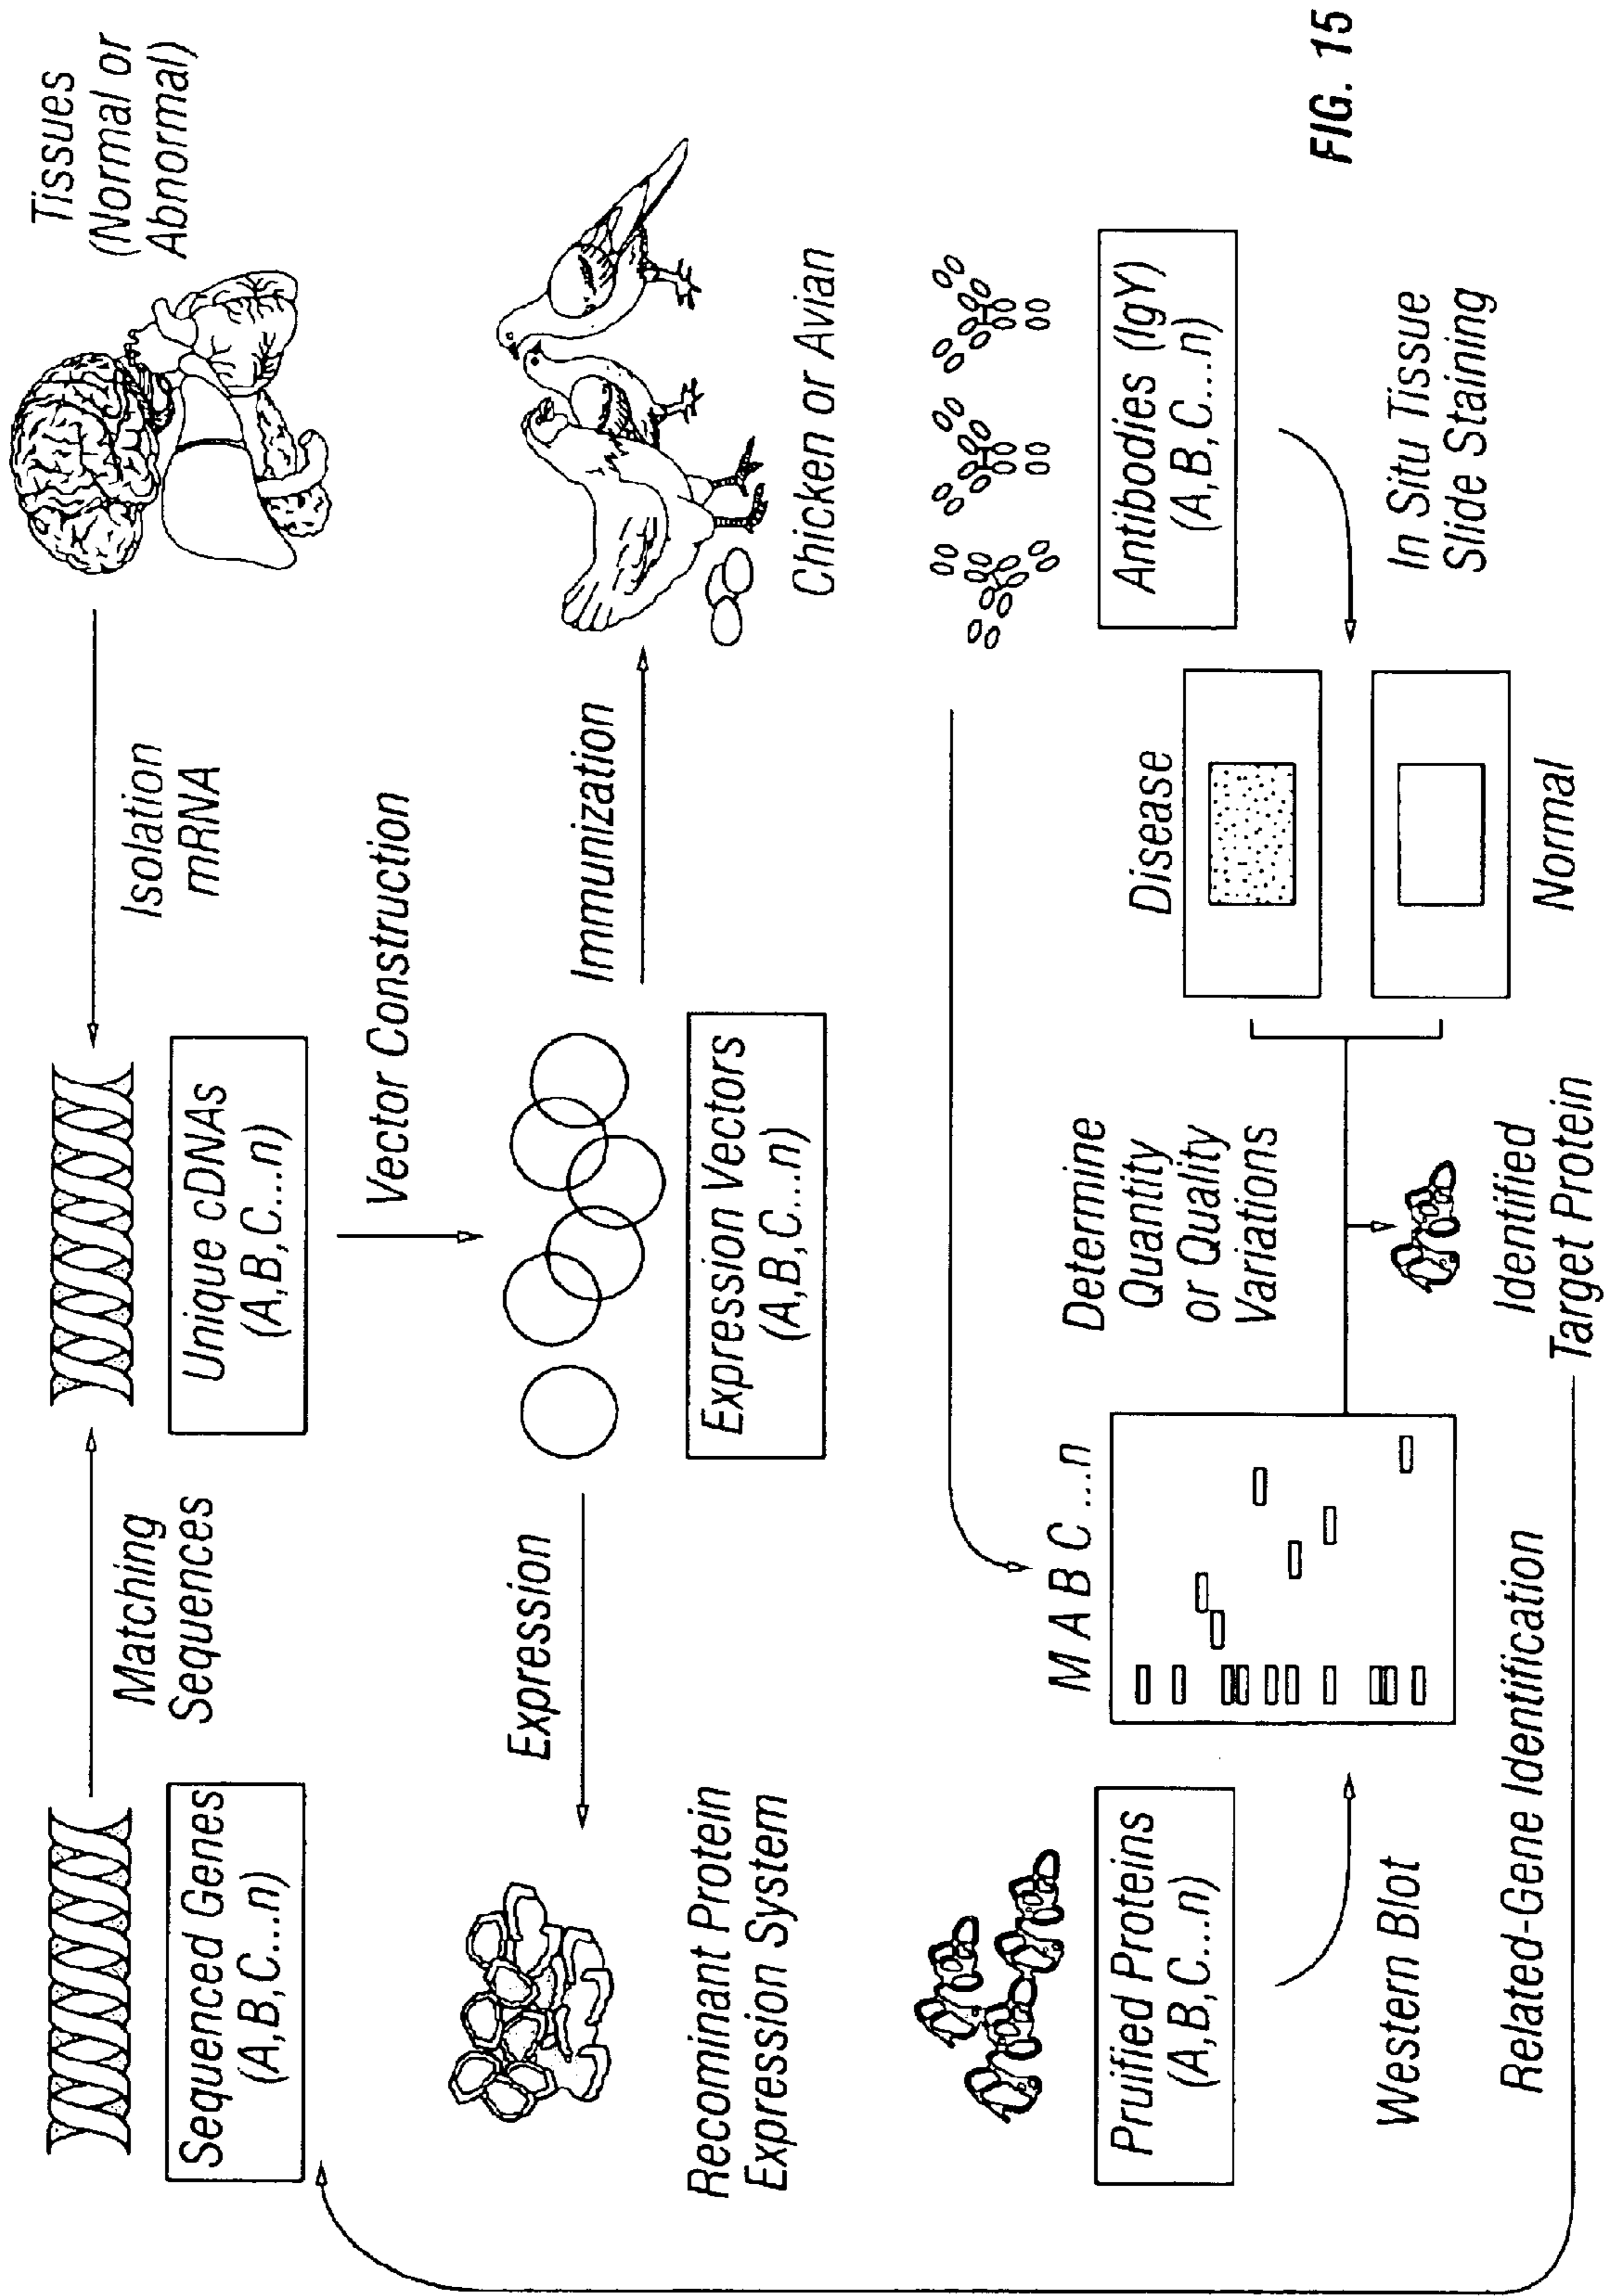 Tissues
(Normal or
Abnormal)
Isolation
mRNA
Matching
Sequences
Sequenced Genes
(A,B,C...n)
Unique cDNAs
(A,B,C...n)
Vector Construction
Expression
Immunization
Recominant Protein
Expression System
Expression Vectors
(A,B,C...n)
Chicken or Avian
Pruified Proteins
(A,B,C...n)
Western Blot
M A B C ...n
Determine
Quantity
or Quality
Variations
Disease
Normal
Antibodies (IgY)
(A,B,C...n)
In Situ Tissue
Slide Staining
Identified
Target Protein
Related-Gene Identification
FIG. 15